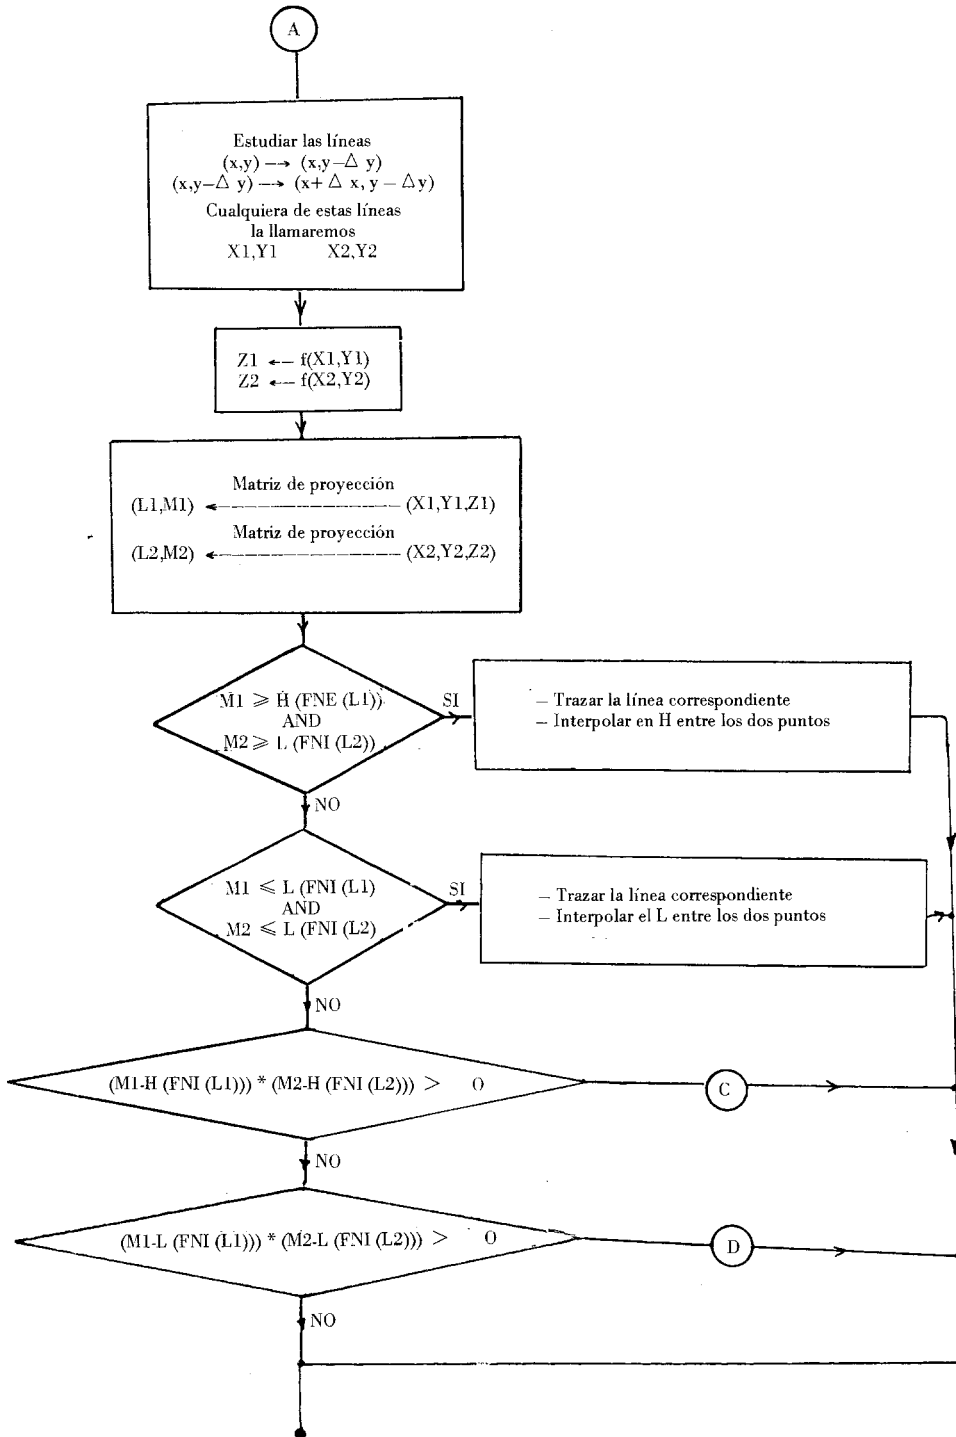 A
Estudiar las líneas
(x,y) → (x,y−△ y)
(x,y−△ y) → (x+ △ x, y − △y)
Cualquiera de estas líneas
la llamaremos
X1,Y1 X2,Y2
Z1 ← f(X1,Y1)
Z2 ← f(X2,Y2)
Matriz de proyección
(L1,M1) ← (X1,Y1,Z1)
Matriz de proyección
(L2,M2) ← (X2,Y2,Z2)
M1 ⩾ H (FNE (L1))
AND
M2 ⩾ L (FNI (L2))
SI
− Trazar la línea correspondiente
− Interpolar en H entre los dos puntos
NO
M1 ⩽ L (FNI (L1)
AND
M2 ⩽ L (FNI (L2)
SI
− Trazar la línea correspondiente
− Interpolar el L entre los dos puntos
NO
(M1-H (FNI (L1))) * (M2-H (FNI (L2))) > O
C
NO
(M1-L (FNI (L1))) * (M2-L (FNI (L2))) > O
D
NO